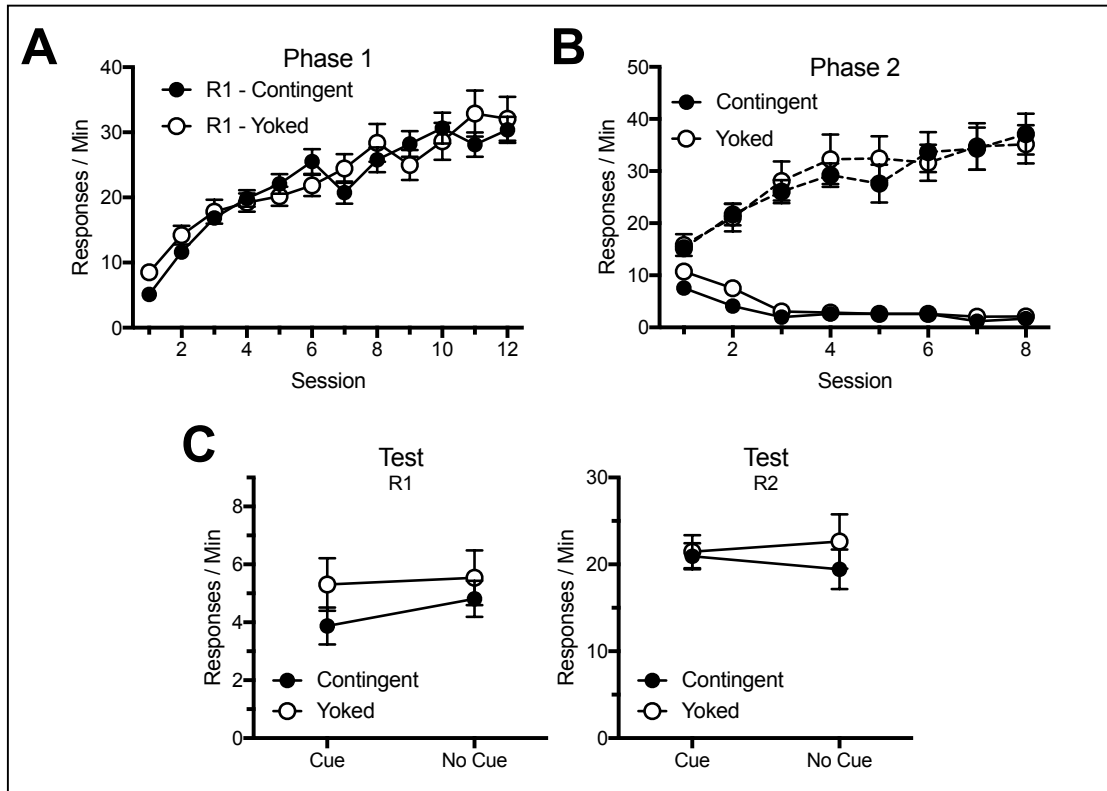 A
Phase 1
R1 - Contingent
R1 - Yoked
Responses / Min
40
30
20
10
0
2 4 6 8 10 12
Session
B
Phase 2
Contingent
Yoked
Responses / Min
50
40
30
20
10
0
2 4 6 8
Session
C
Test
R1
Responses / Min
8
6
4
2
0
Contingent
Yoked
Cue No Cue
Test
R2
Responses / Min
30
20
10
0
Contingent
Yoked
Cue No Cue